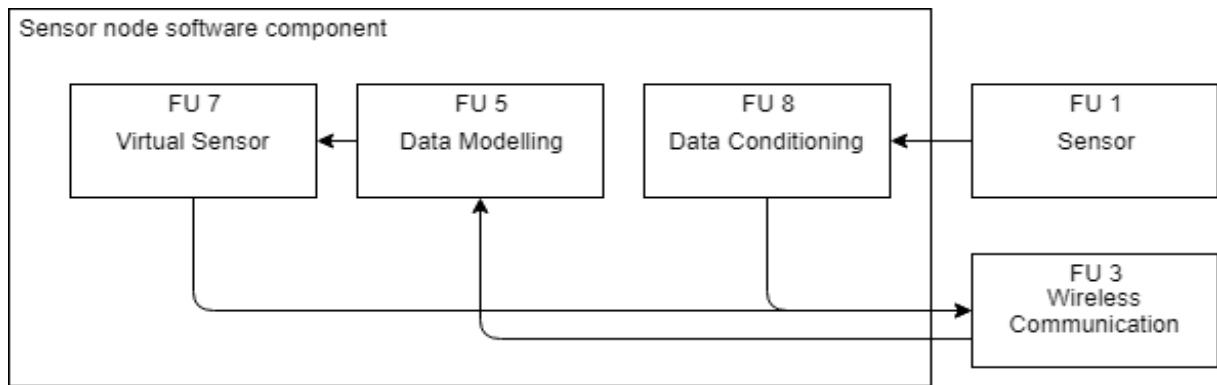 Sensor node software component
FU 7
Virtual Sensor
FU 5
Data Modelling
FU 8
Data Conditioning
FU 1
Sensor
FU 3
Wireless
Communication